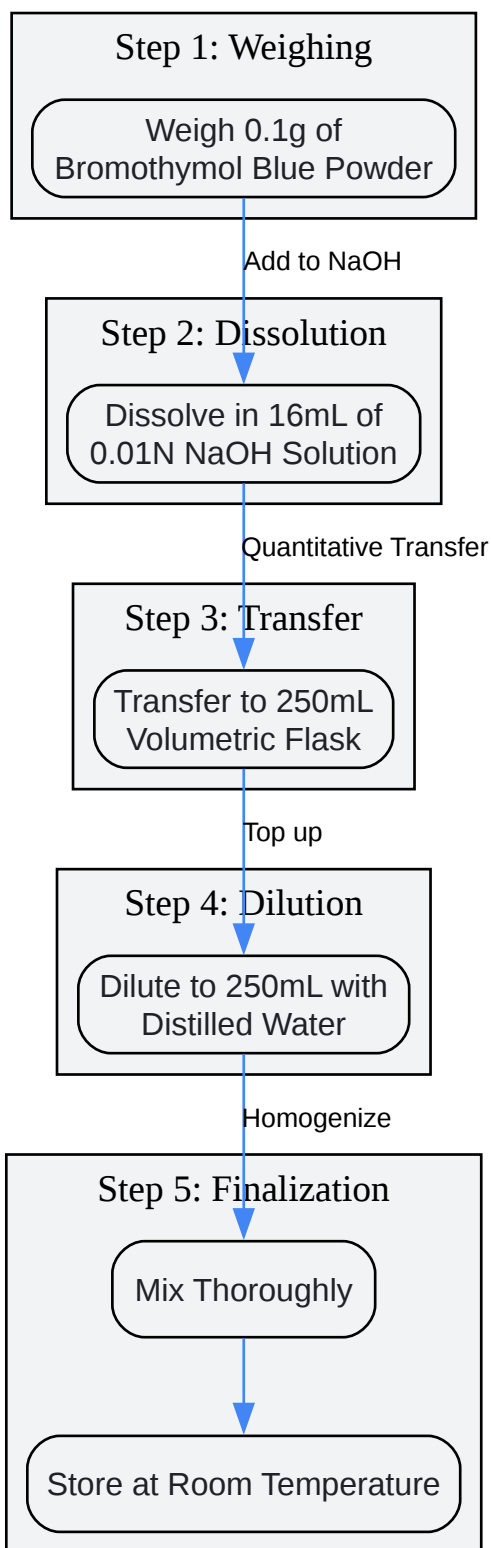 Step 1: Weighing
Weigh 0.1g of
Bromothymol Blue Powder
Add to NaOH
Step 2: Dissolution
Dissolve in 16mL of
0.01N NaOH Solution
Quantitative Transfer
Step 3: Transfer
Transfer to 250mL
Volumetric Flask
Top up
Step 4: Dilution
Dilute to 250mL with
Distilled Water
Homogenize
Step 5: Finalization
Mix Thoroughly
Store at Room Temperature